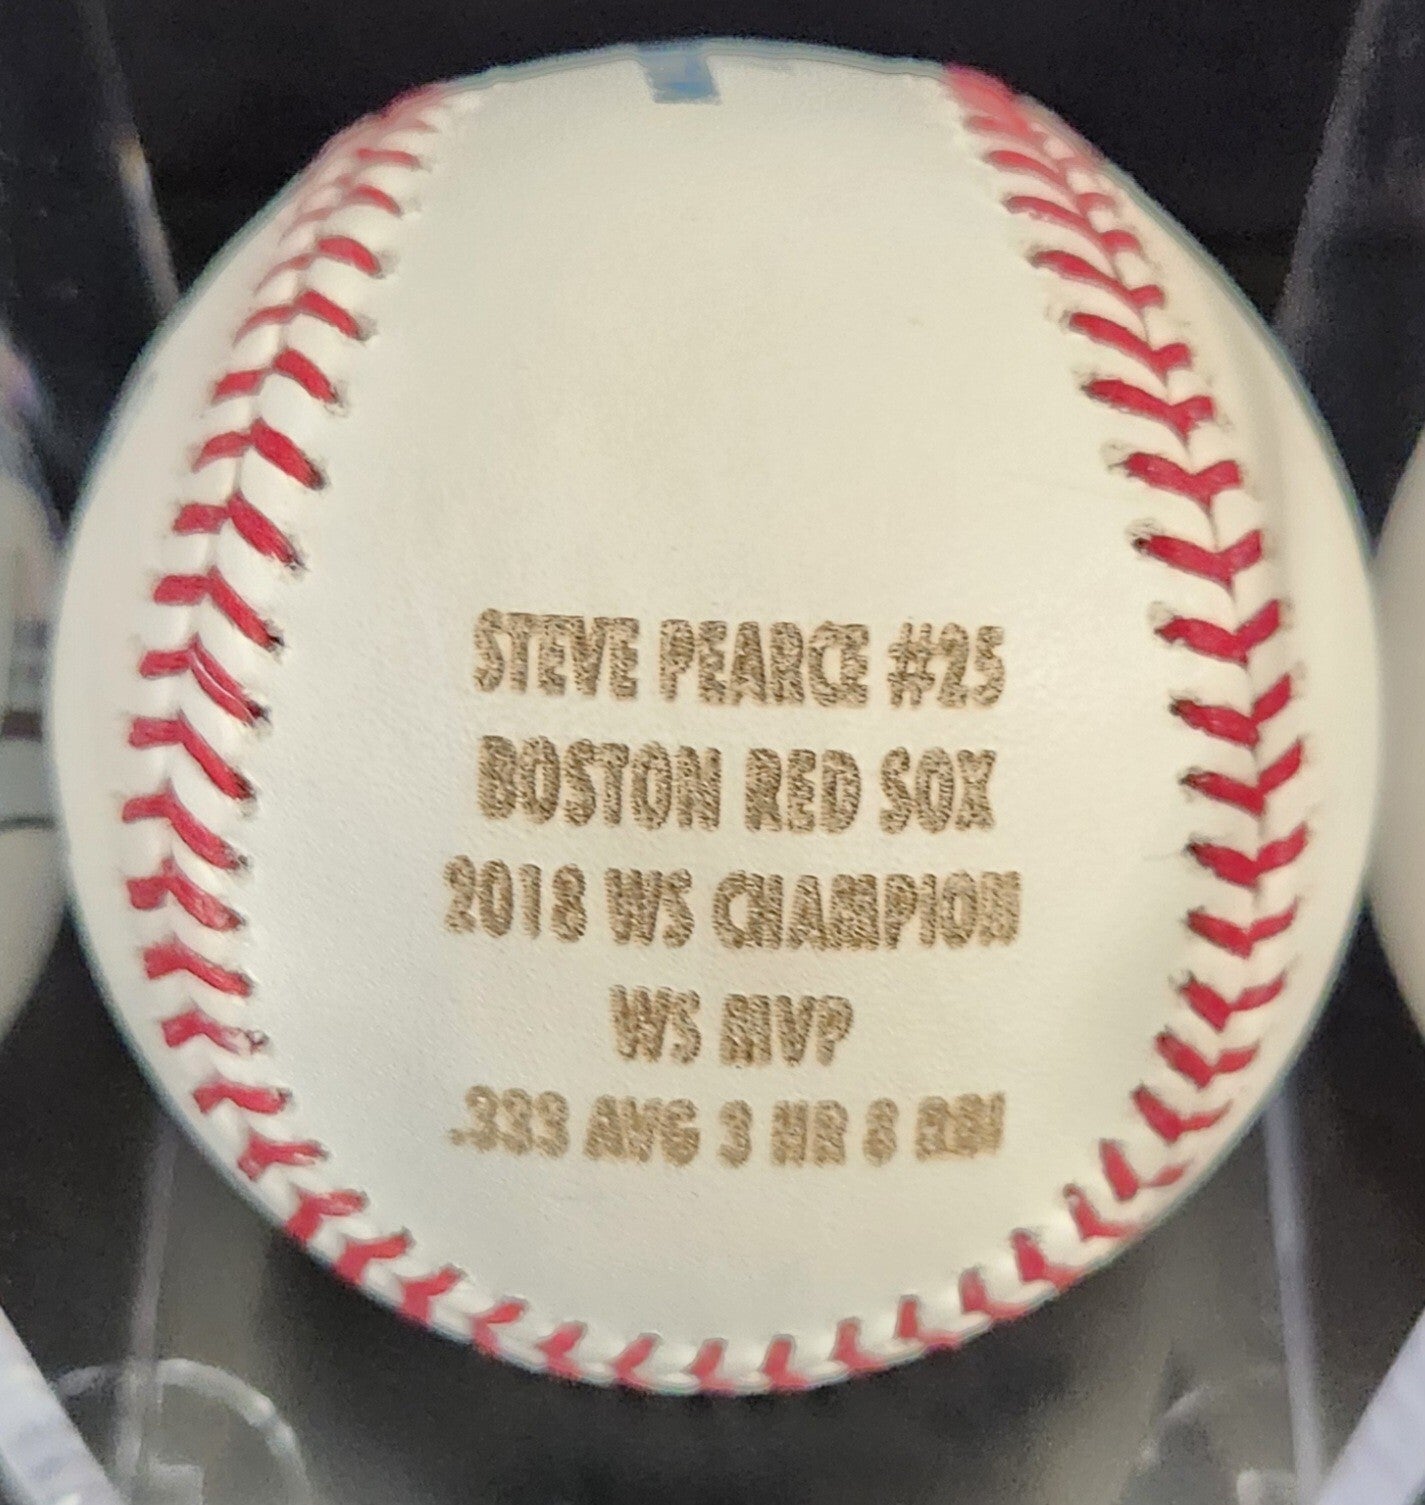 STEVE PEARCE #25
BOSTON RED SOX
2018 WS CHAMPION
WS MVP
.333 AVG 3 HR 8 RBI